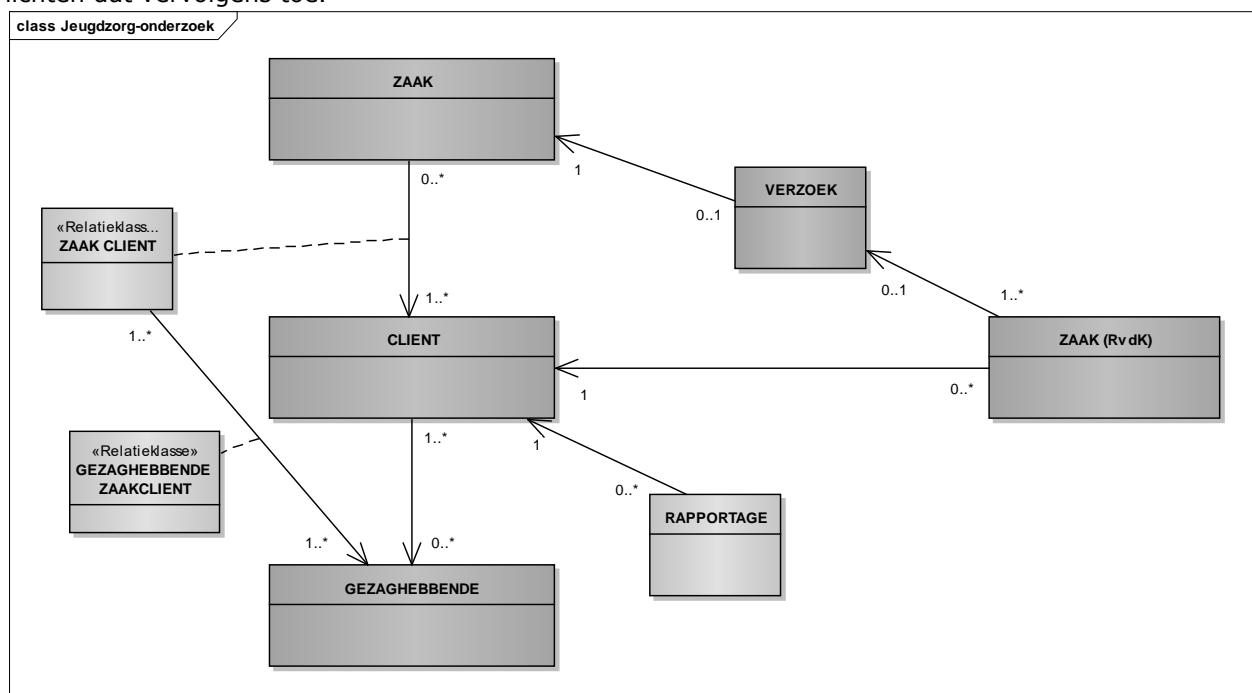 class Jeugdzorg-onderzoek
ZAAK
0..*
1
VERZOEK
0..1
«Relatieklass...
ZAAK CLIENT
0..1
1..*
1..*
1..*
CLIENT
ZAAK (RvdK)
1
0..*
1..*
1
«Relatieklasse»
GEZAGHEBBENDE
ZAAKCLIENT
0..*
RAPPORTAGE
1..*
0..*
GEZAGHEBBENDE